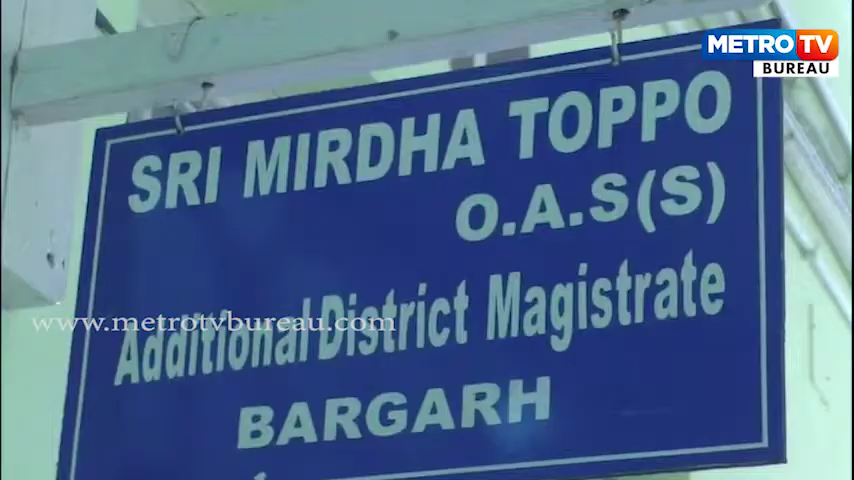 METRO TV
BUREAU
SRI MIRDHA TOPPO
O.A.S(S)
Additional District Magistrate
www.metrotvbureau.com
BARGARH